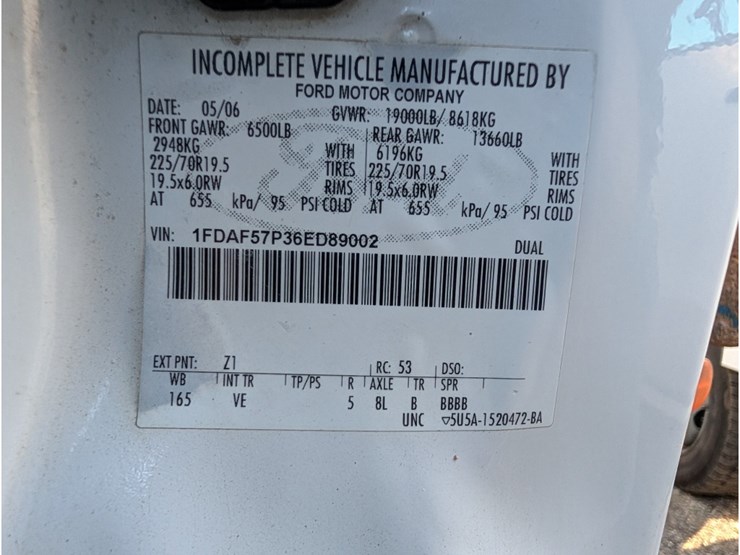 INCOMPLETE VEHICLE MANUFACTURED BY
FORD MOTOR COMPANY
DATE: 05/06 GVWR: 19000LB/ 8618KG
FRONT GAWR: 6500LB REAR GAWR: 13660LB
2948KG WITH 6196KG WITH
225/70R19.5 TIRES 225/70R19.5 TIRES
19.5x6.0RW RIMS 19.5x6.0RW RIMS
AT 655 kPa/ 95 PSI COLD AT 655 kPa/ 95 PSI COLD
VIN: 1FDAF57P36ED89002 DUAL
EXT PNT: Z1 RC: 53 DSO:
WB INT TR TP/PS R AXLE TR SPR
165 VE 5 8L B BBBB
UNC ▽5U5A-1520472-BA